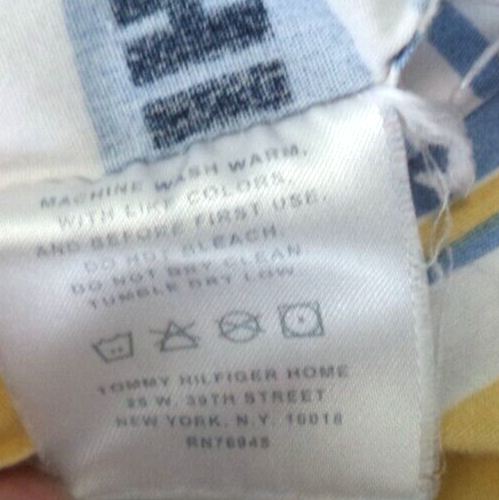 MACHINE WASH WARM,
WITH LIKE COLORS,
AND BEFORE FIRST USE.
DO NOT BLEACH
DO NOT DRY CLEAN
TUMBLE DRY LOW
TOMMY HILFIGER HOME
25 W. 39TH STREET
NEW YORK, N.Y. 10018
RN76945